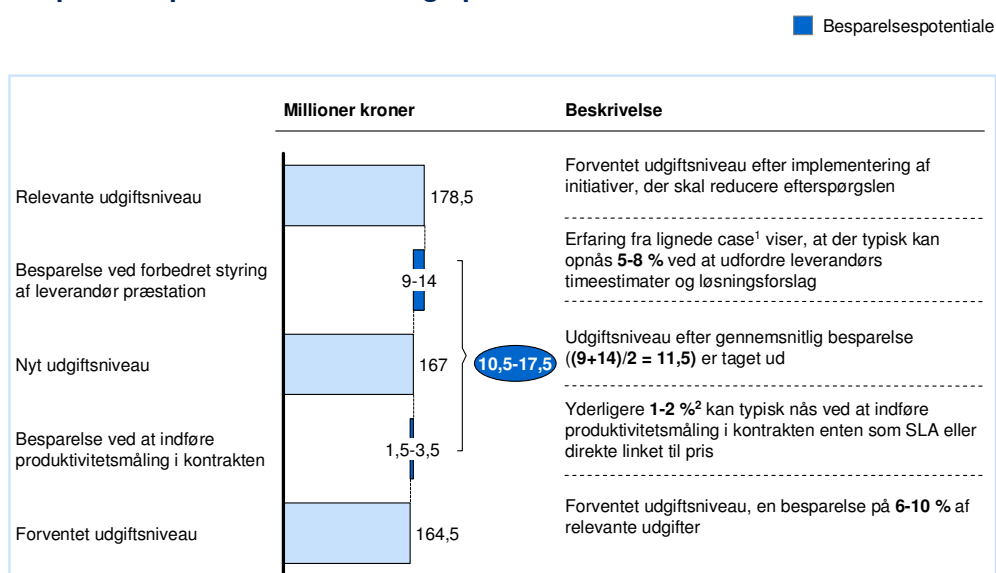 Besparelsespotentiale
Millioner kroner
Beskrivelse
Relevante udgiftsniveau
178,5
Forventet udgiftsniveau efter implementering af
initiativer, der skal reducere efterspørgslen
Besparelse ved forbedret styring
af leverandør præstation
9-14
Erfaring fra lignede case1 viser, at der typisk kan
opnås 5-8 % ved at udfordre leverandørs
timeestimater og løsningsforslag
Nyt udgiftsniveau
167
10,5-17,5
Udgiftsniveau efter gennemsnitlig besparelse
((9+14)/2 = 11,5) er taget ud
Besparelse ved at indføre
produktivitetsmåling i kontrakten
1,5-3,5
Yderligere 1-2 %2 kan typisk nås ved at indføre
produktivitetsmåling i kontrakten enten som SLA eller
direkte linket til pris
Forventet udgiftsniveau
164,5
Forventet udgiftsniveau, en besparelse på 6-10 % af
relevante udgifter